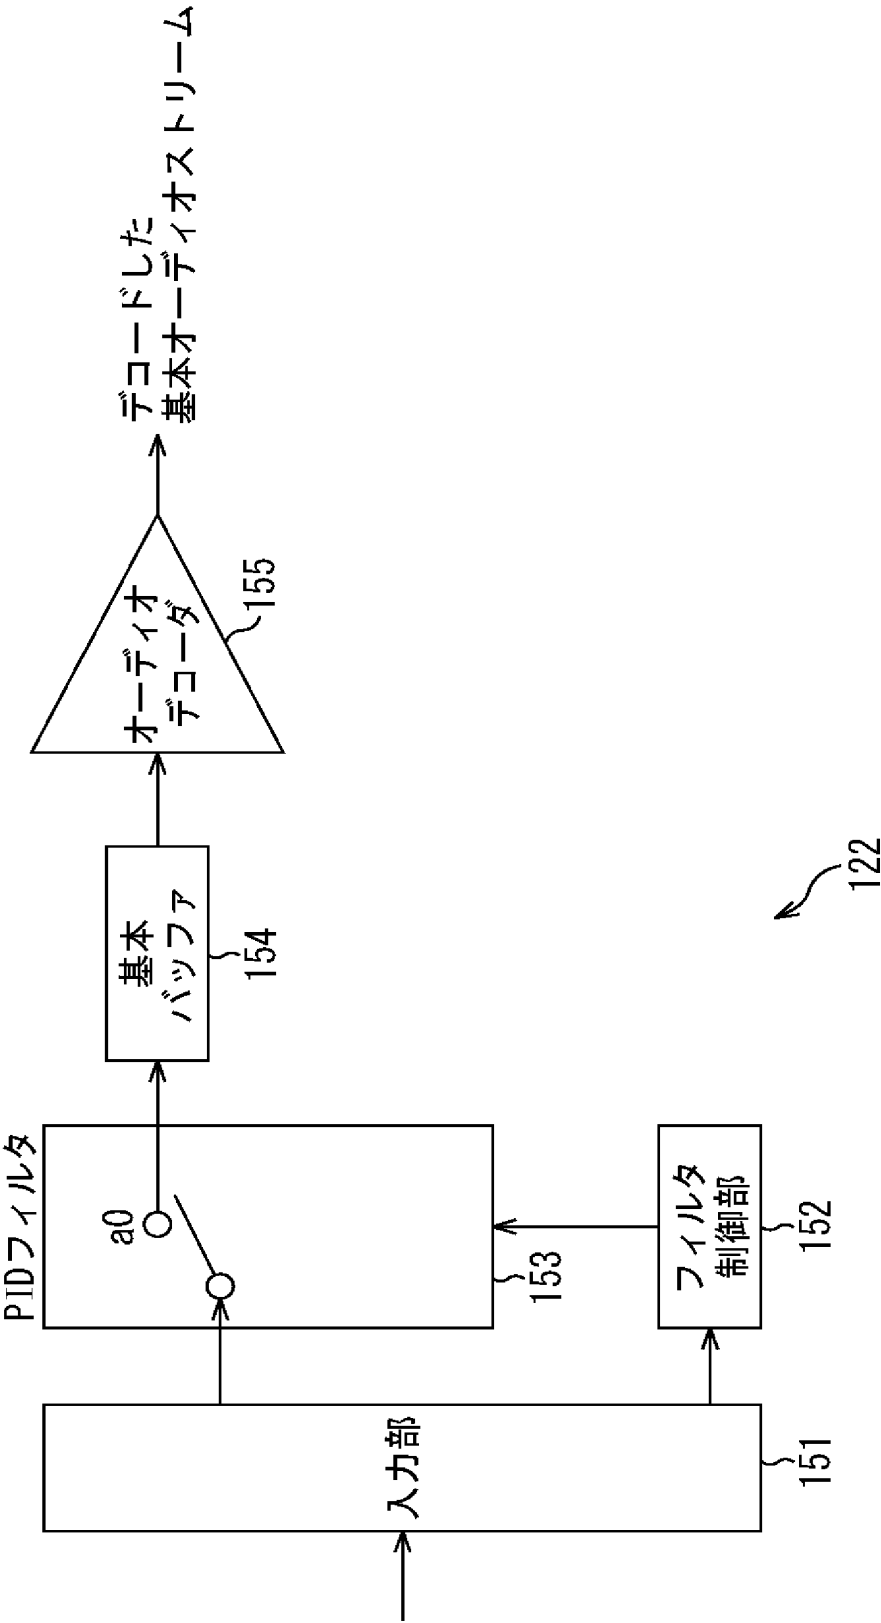 入力部
151
PIDフィルタ
a0
153
フィルタ
制御部
152
基本
バッファ
154
オーディオ
デコーダ
155
デコードした
基本オーディオストリーム
122